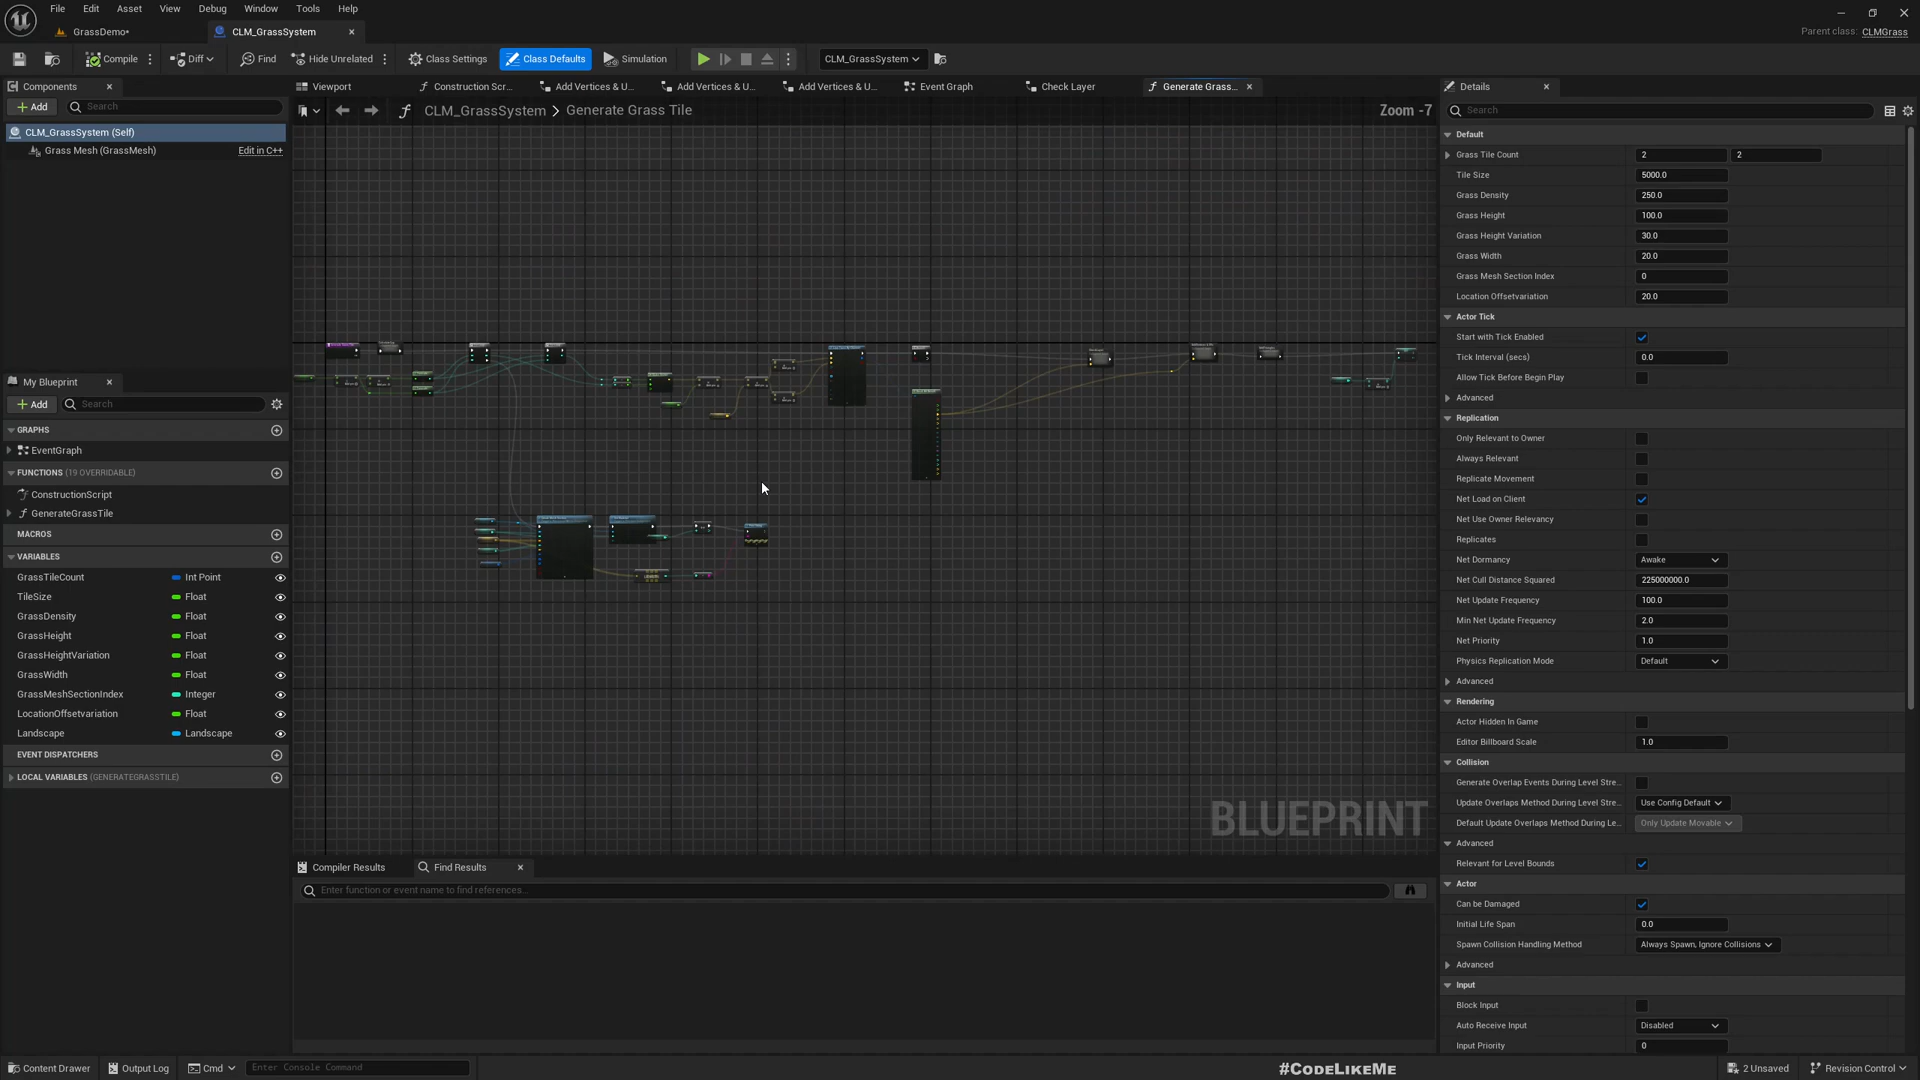 File Edit Asset View Debug Window Tools Help
GrassDemo*
CLM_GrassSystem
Parent class: CLMGrass
Compile
Diff
Find
Hide Unrelated
Class Settings
Class Defaults
Simulation
CLM_GrassSystem
Components
Add
Search
CLM_GrassSystem (Self)
Grass Mesh (GrassMesh)
Edit in C++
My Blueprint
Add
Search
GRAPHS
EventGraph
FUNCTIONS (19 OVERRIDABLE)
ConstructionScript
GenerateGrassTile
MACROS
VARIABLES
GrassTileCount Int Point
TileSize Float
GrassDensity Float
GrassHeight Float
GrassHeightVariation Float
GrassWidth Float
GrassMeshSectionIndex Integer
LocationOffsetvariation Float
Landscape Landscape
EVENT DISPATCHERS
LOCAL VARIABLES (GENERATEGRASSTILE)
Viewport
Construction Scr...
Add Vertices & U...
Add Vertices & U...
Add Vertices & U...
Event Graph
Check Layer
Generate Grass...
CLM_GrassSystem > Generate Grass Tile
Zoom -7
BLUEPRINT
Compiler Results
Find Results
Enter function or event name to find references...
Details
Search
Default
Grass Tile Count 2 2
Tile Size 5000.0
Grass Density 250.0
Grass Height 100.0
Grass Height Variation 30.0
Grass Width 20.0
Grass Mesh Section Index 0
Location Offsetvariation 20.0
Actor Tick
Start with Tick Enabled
Tick Interval (secs) 0.0
Allow Tick Before Begin Play
Advanced
Replication
Only Relevant to Owner
Always Relevant
Replicate Movement
Net Load on Client
Net Use Owner Relevancy
Replicates
Net Dormancy Awake
Net Cull Distance Squared 225000000.0
Net Update Frequency 100.0
Min Net Update Frequency 2.0
Net Priority 1.0
Physics Replication Mode Default
Advanced
Rendering
Actor Hidden In Game
Editor Billboard Scale 1.0
Collision
Generate Overlap Events During Level Stre...
Update Overlaps Method During Level Stre... Use Config Default
Default Update Overlaps Method During Le... Only Update Movable
Advanced
Relevant for Level Bounds
Actor
Can be Damaged
Initial Life Span 0.0
Spawn Collision Handling Method Always Spawn, Ignore Collisions
Advanced
Input
Block Input
Auto Receive Input Disabled
Input Priority 0
Content Drawer
Output Log
Cmd
Enter Console Command
#CODELIKEME
2 Unsaved
Revision Control